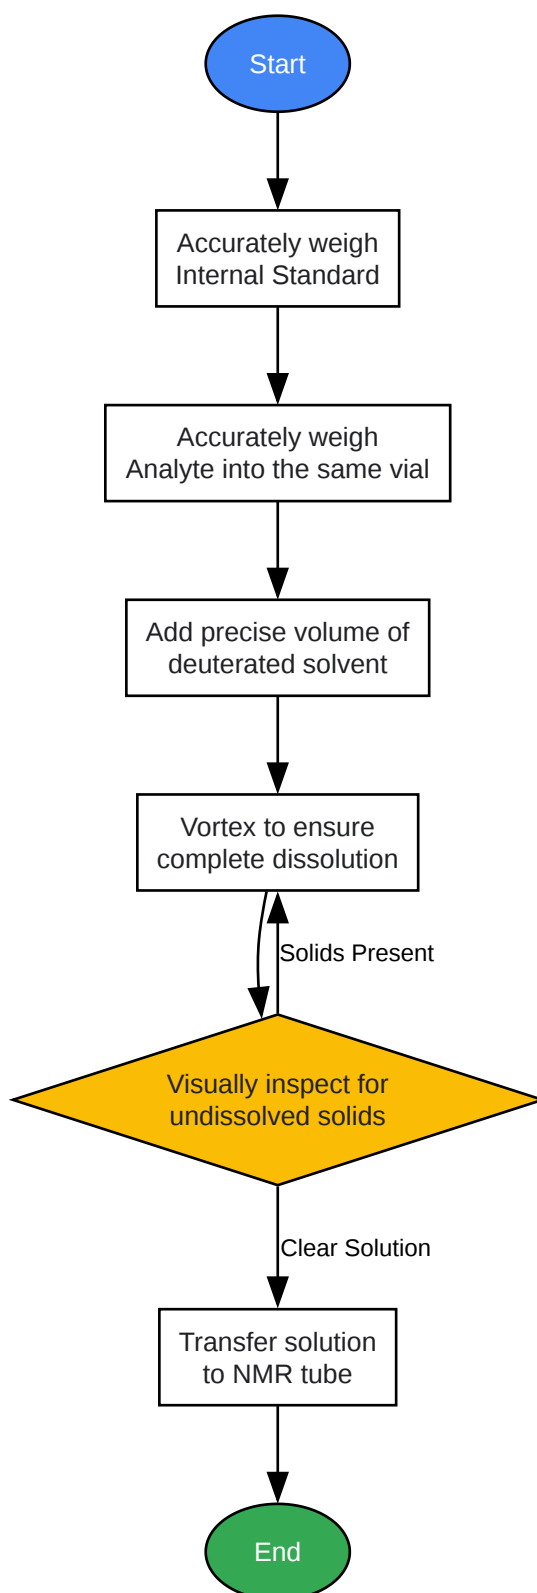 Start
Accurately weigh
Internal Standard
Accurately weigh
Analyte into the same vial
Add precise volume of
deuterated solvent
Vortex to ensure
complete dissolution
Solids Present
Visually inspect for
undissolved solids
Clear Solution
Transfer solution
to NMR tube
End